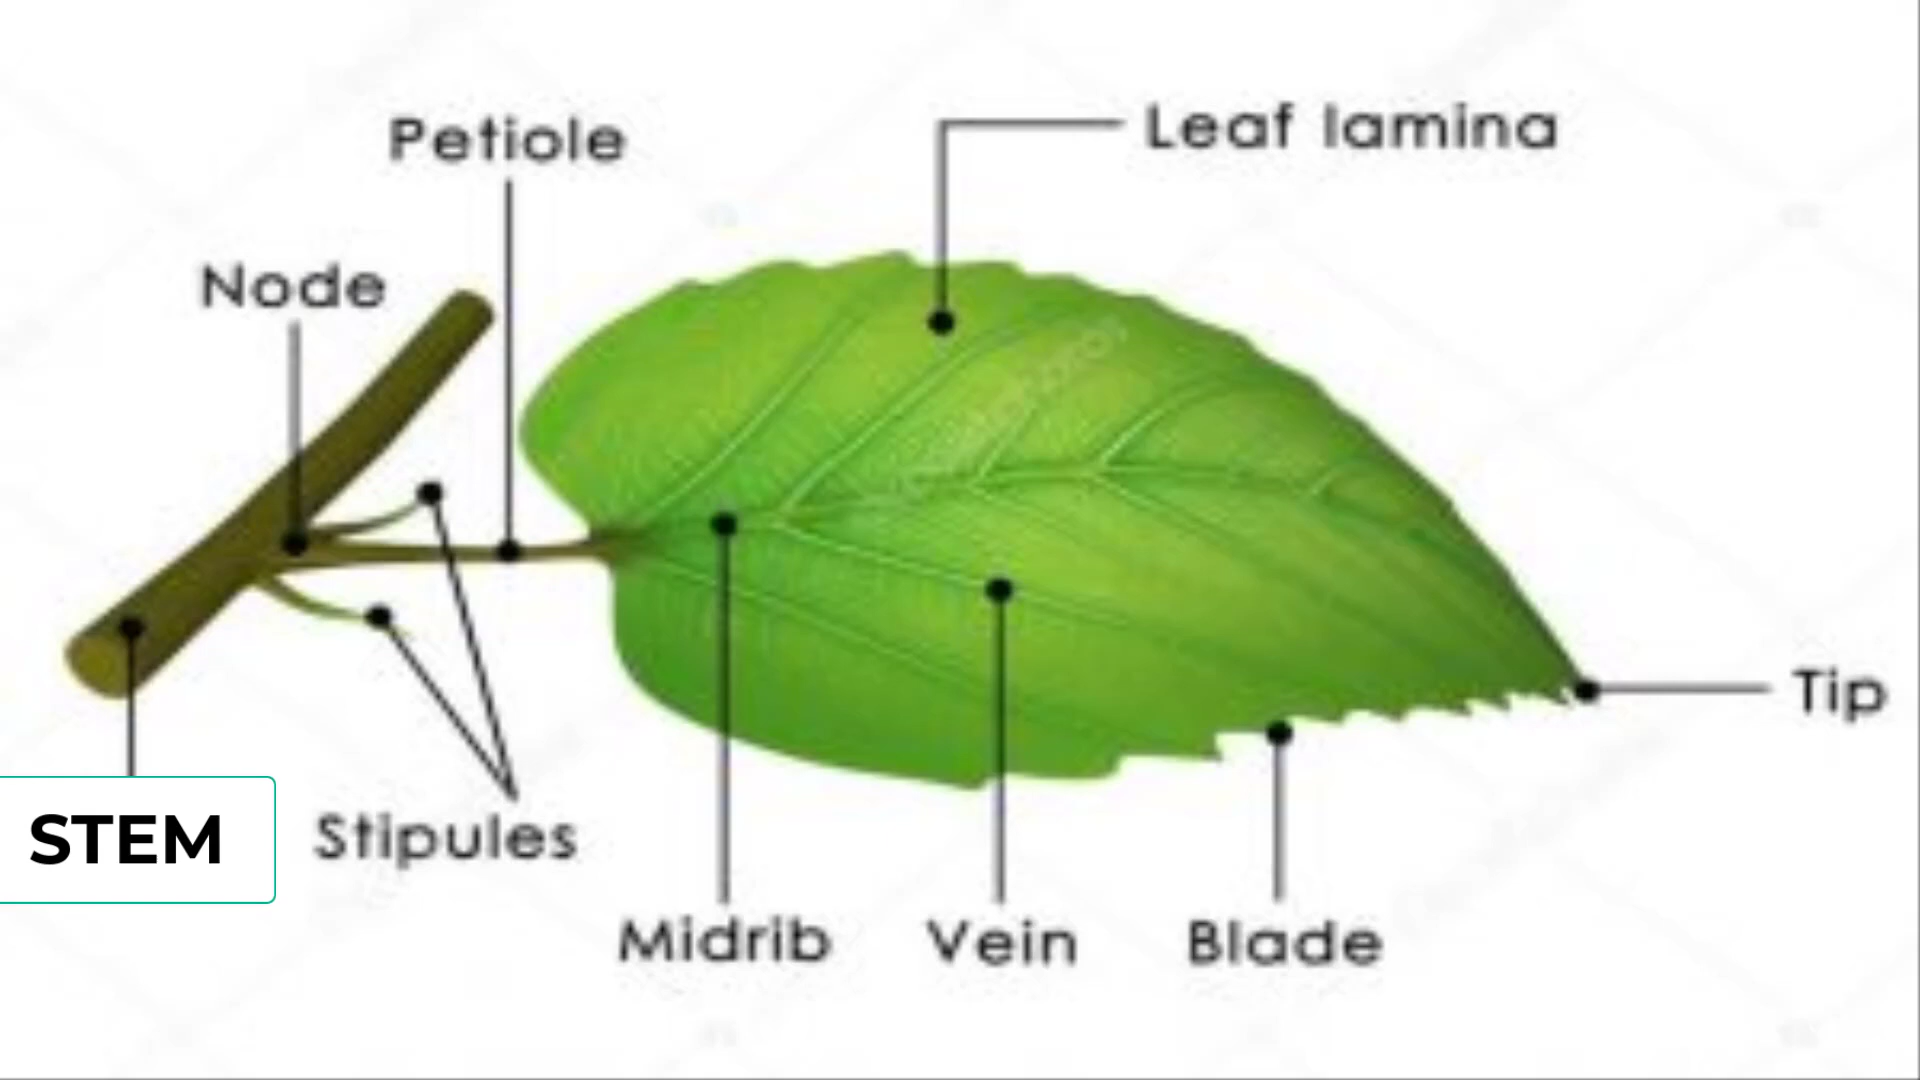 Petiole
Leaf lamina
Node
Tip
STEM
Stipules
Midrib
Vein
Blade